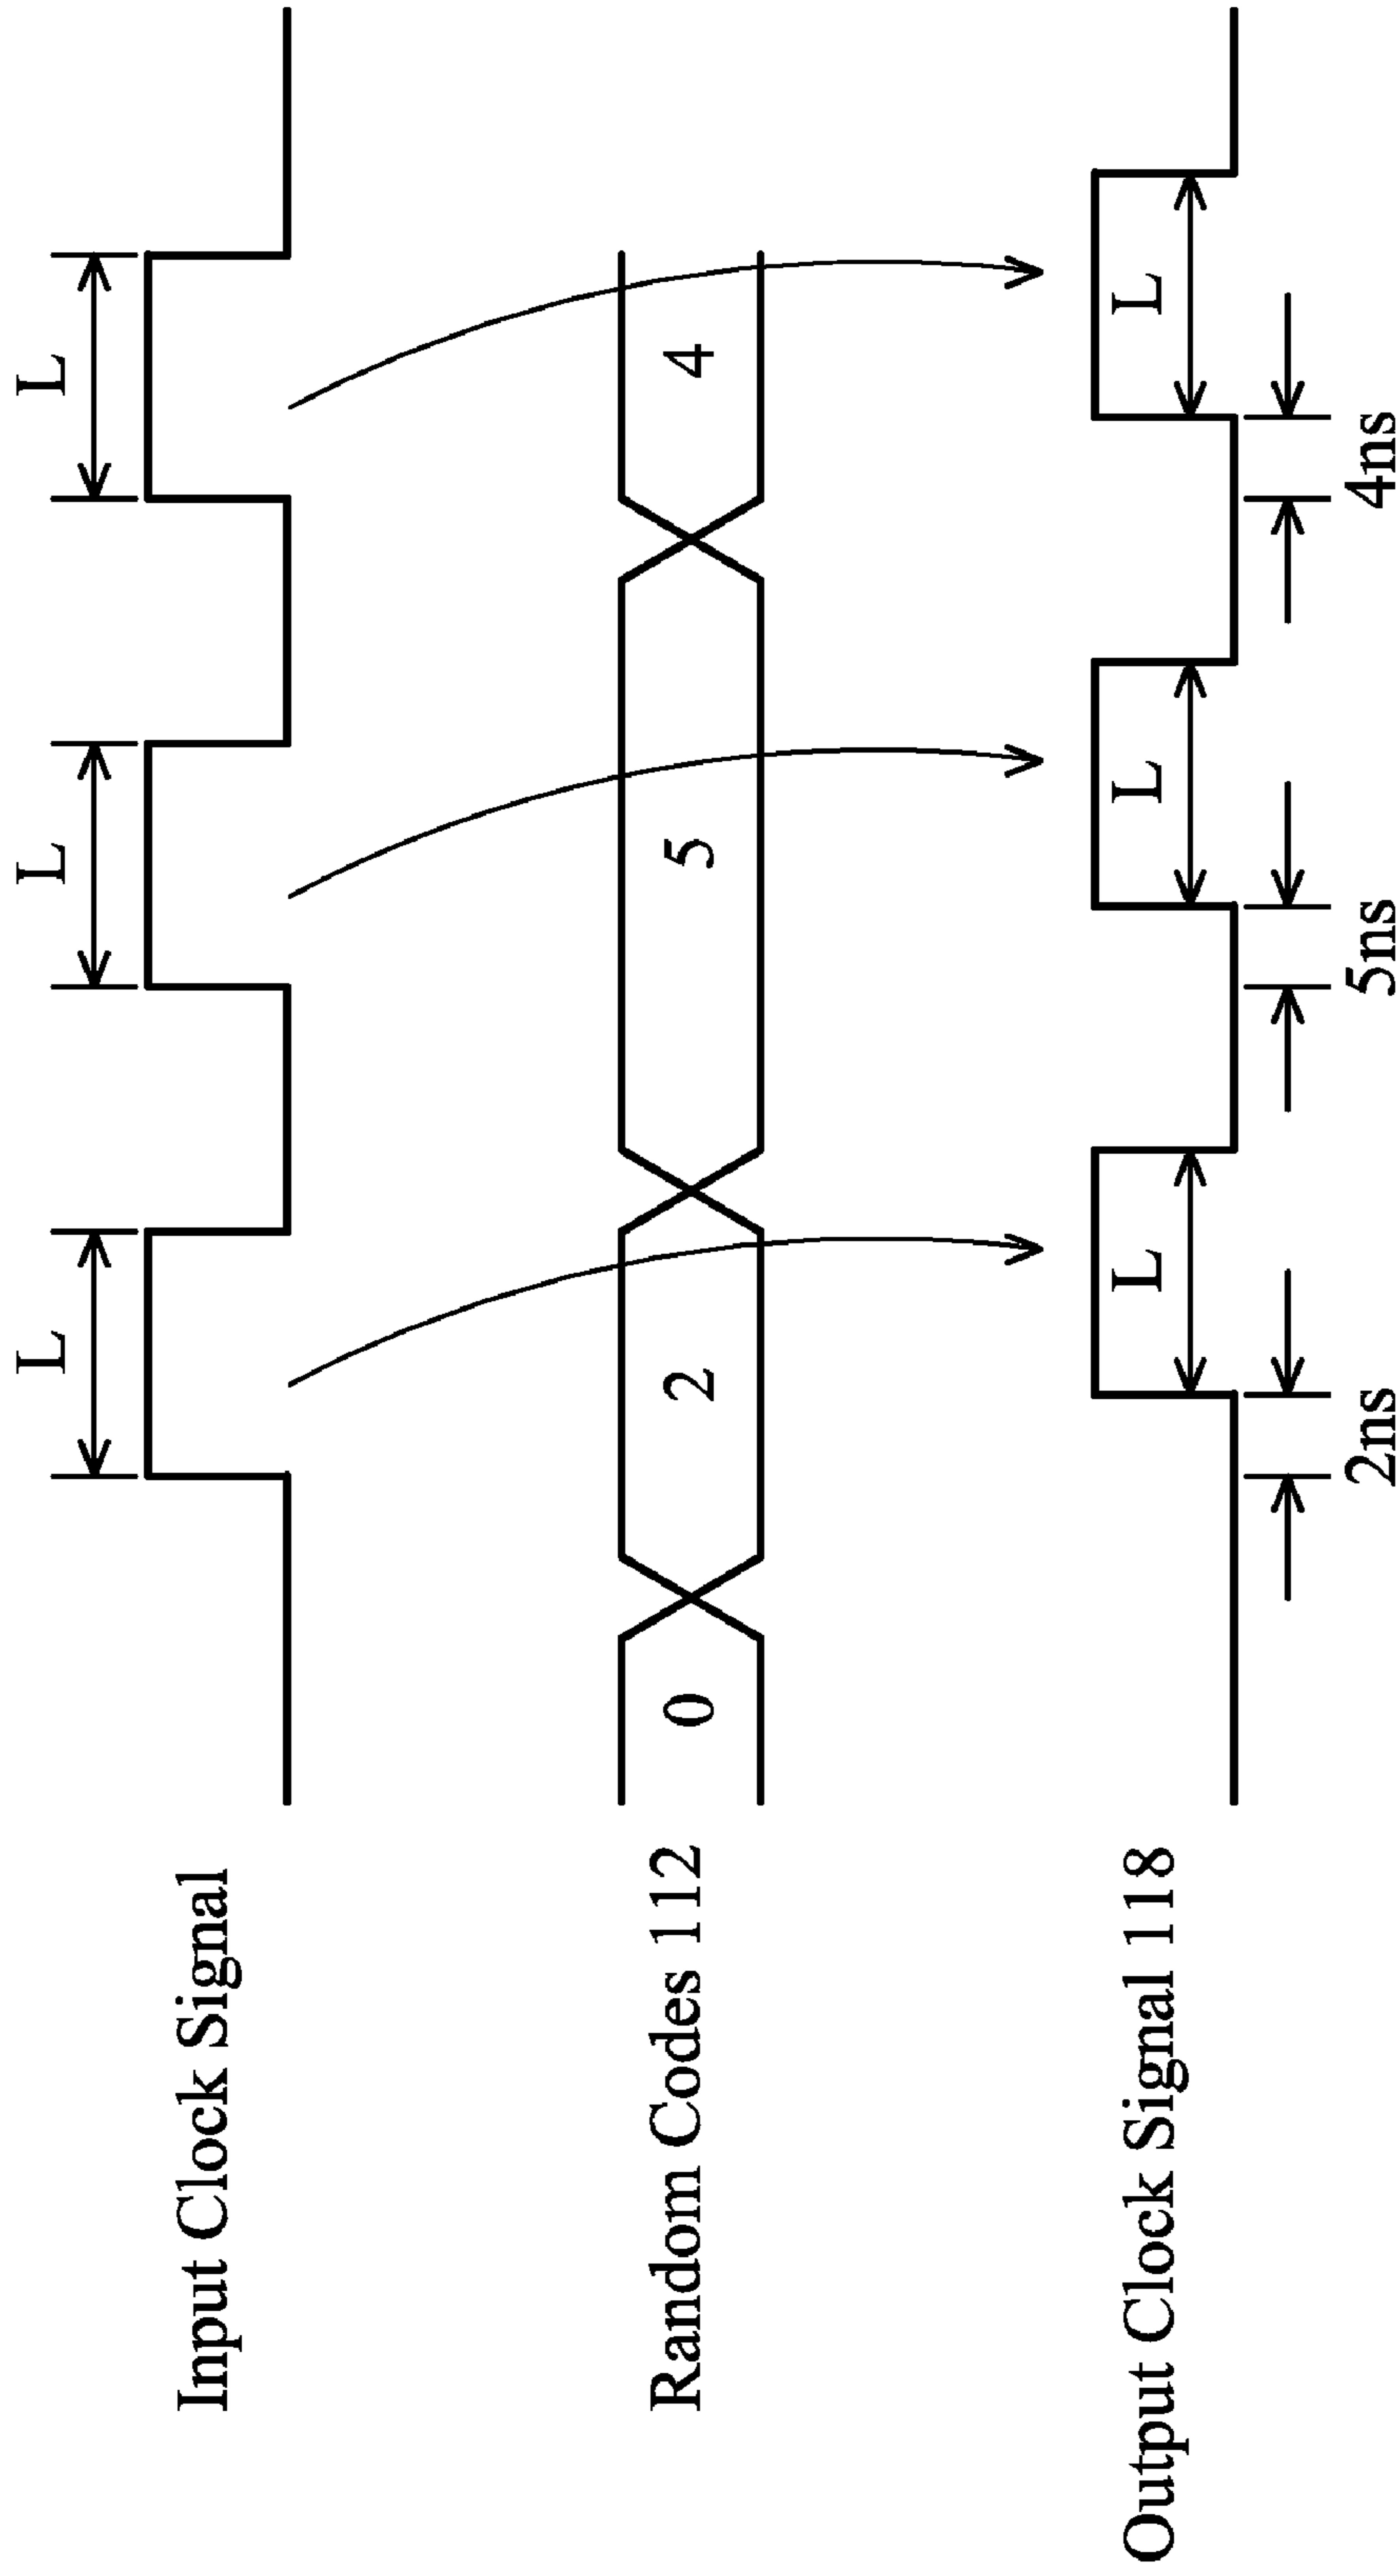 L L L
Input Clock Signal
Random Codes 112 0 2 5 4
Output Clock Signal 118 L L L
2ns 5ns 4ns